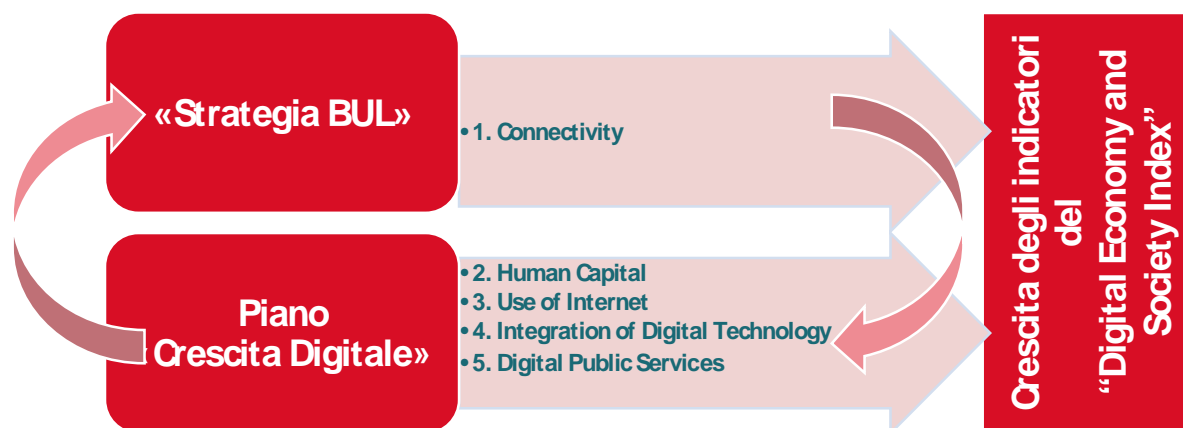 «Strategia BUL»
• 1. Connectivity
Piano
«Crescita Digitale»
• 2. Human Capital
• 3. Use of Internet
• 4. Integration of Digital Technology
• 5. Digital Public Services
Crescita degli indicatori
del
“Digital Economy and
Society Index”